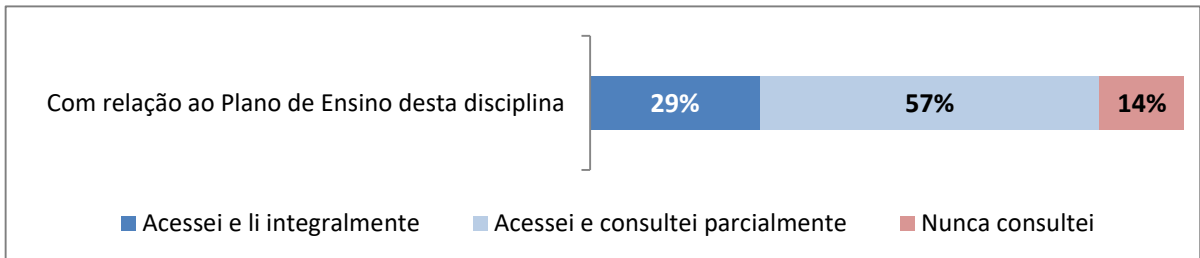 Com relação ao Plano de Ensino desta disciplina
29% 57% 14%
Acessei e li integralmente Acessei e consultei parcialmente Nunca consultei